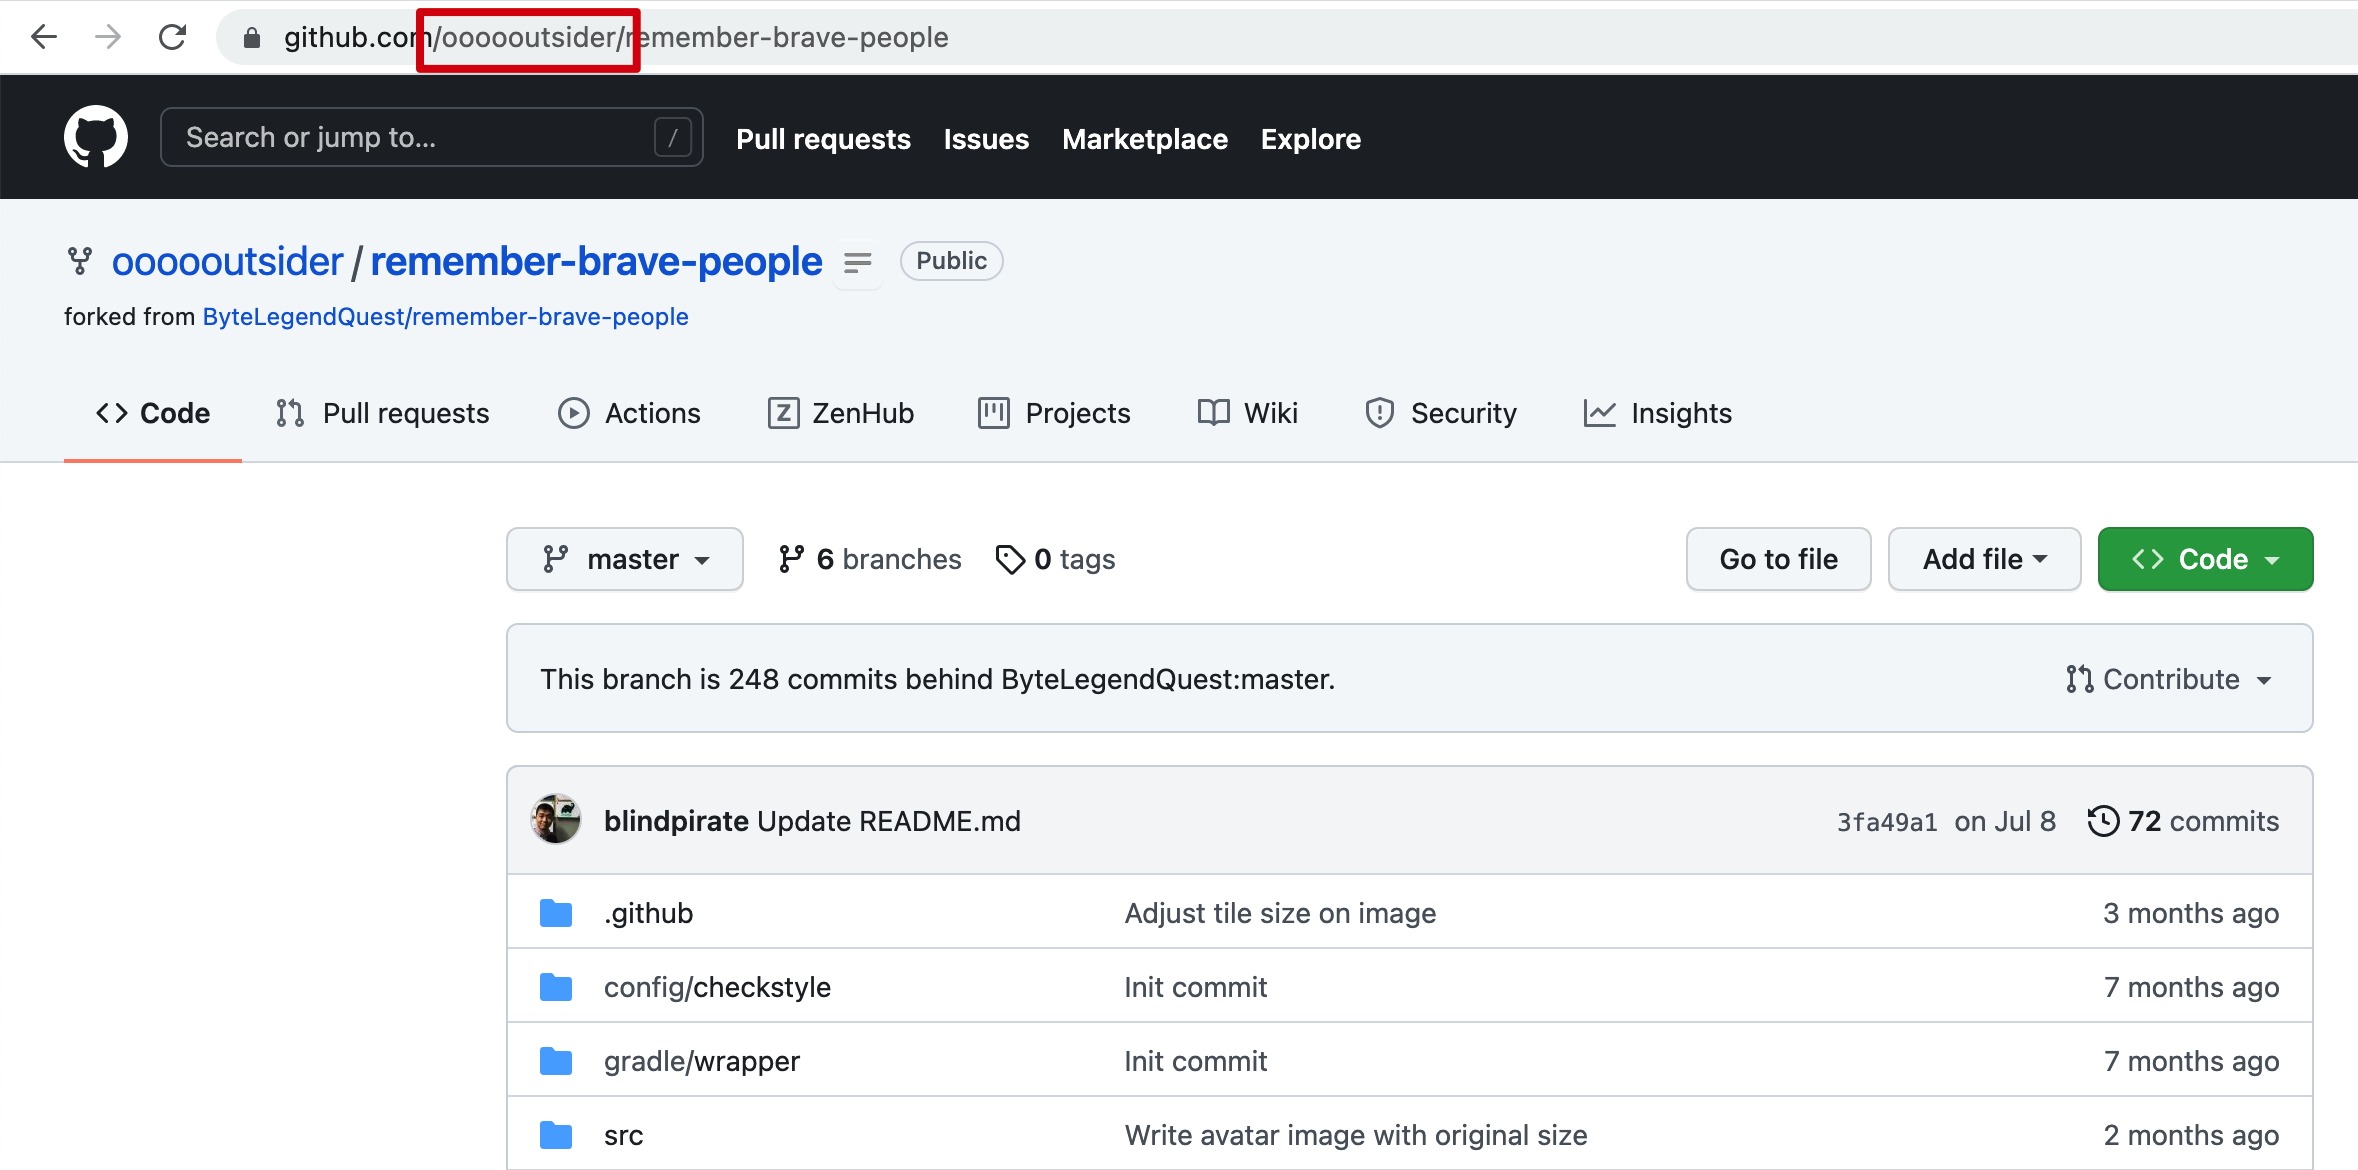 github.com/oooooutsider/remember-brave-people
Search or jump to... / Pull requests Issues Marketplace Explore
oooooutsider / remember-brave-people Public
forked from ByteLegendQuest/remember-brave-people
Code Pull requests Actions Z ZenHub Projects Wiki Security Insights
master 6 branches 0 tags Go to file Add file Code
This branch is 248 commits behind ByteLegendQuest:master. Contribute
blindpirate Update README.md 3fa49a1 on Jul 8 72 commits
.github Adjust tile size on image 3 months ago
config/checkstyle Init commit 7 months ago
gradle/wrapper Init commit 7 months ago
src Write avatar image with original size 2 months ago